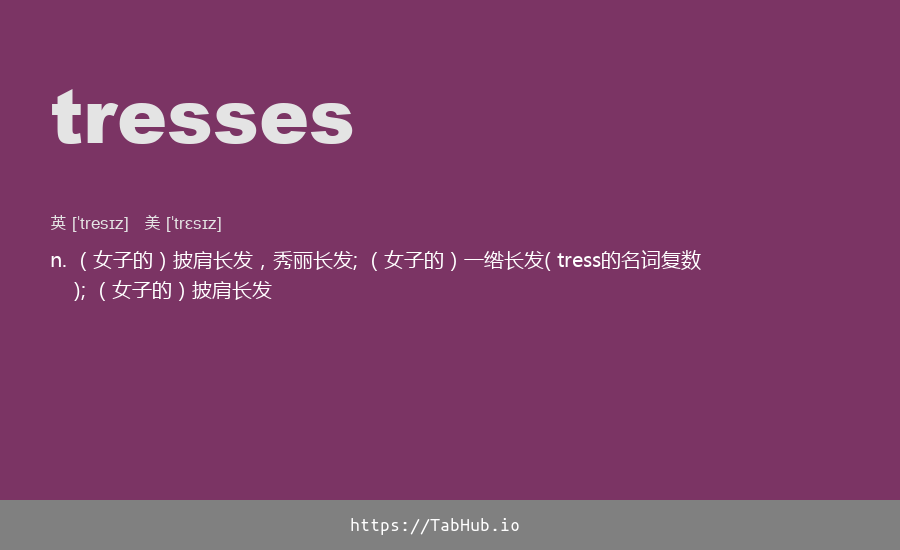 tresses
英 [ˈtresɪz] 美 [ˈtrɛsɪz]
n. （女子的）披肩长发，秀丽长发; （女子的）一绺长发( tress的名词复数
); （女子的）披肩长发
https://TabHub.io